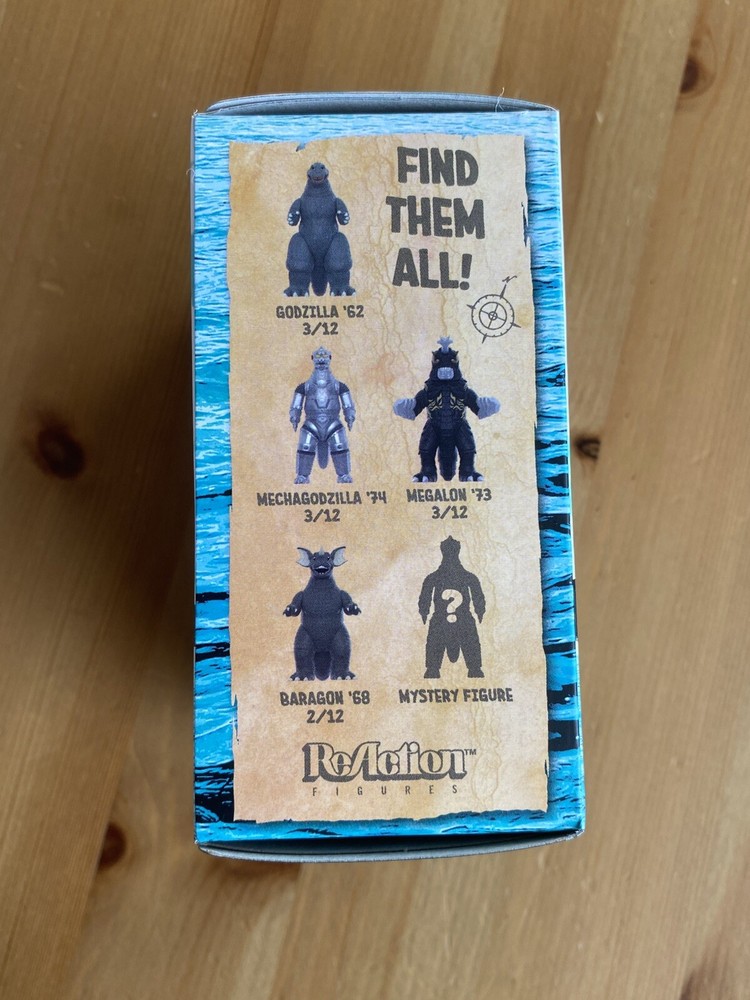 FIND
THEM
ALL!
N
GODZILLA '62
3/12
MECHAGODZILLA '74
3/12
MEGALON '73
3/12
?
BARAGON '68
2/12
MYSTERY FIGURE
ReAction™
FIGURES